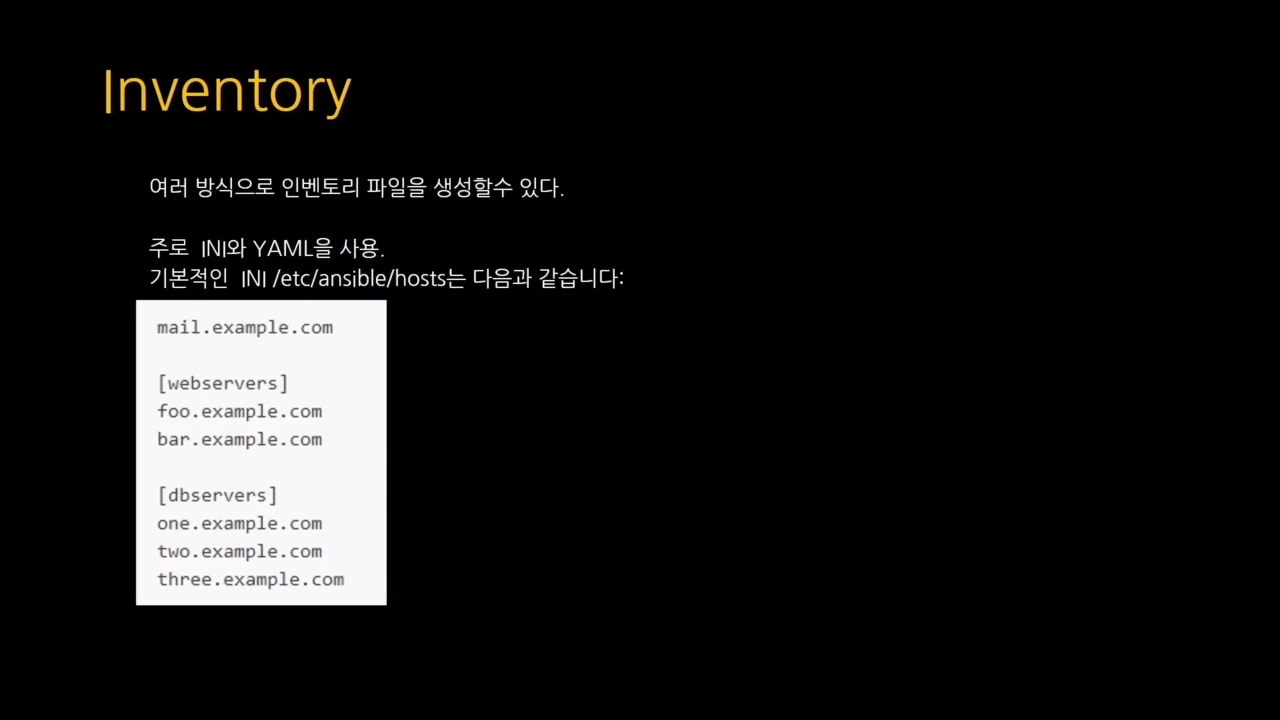 Inventory
여러 방식으로 인벤토리 파일을 생성할수 있다.
주로 INI와 YAML을 사용.
기본적인 INI /etc/ansible/hosts는 다음과 같습니다:
mail.example.com
[webservers]
foo.example.com
bar.example.com
[dbservers]
one.example.com
two.example.com
three.example.com